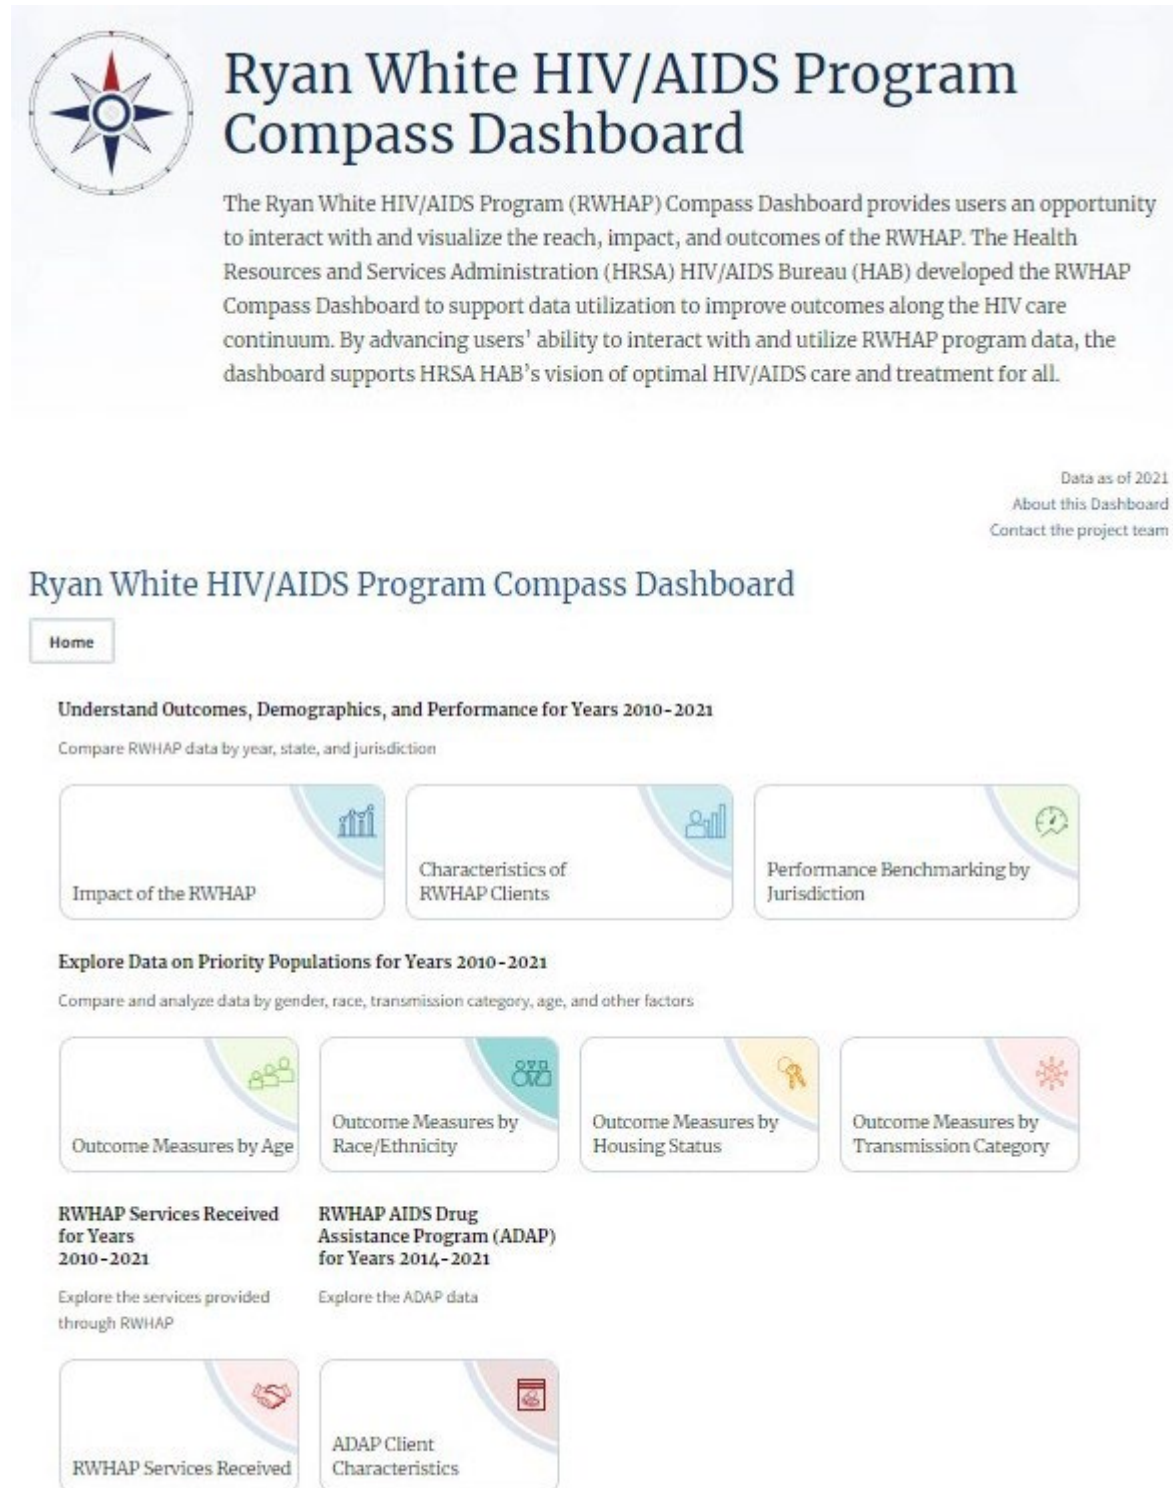 Ryan White HIV/AIDS Program
Compass Dashboard
The Ryan White HIV/AIDS Program (RWHAP) Compass Dashboard provides users an opportunity
to interact with and visualize the reach, impact, and outcomes of the RWHAP. The Health
Resources and Services Administration (HRSA) HIV/AIDS Bureau (HAB) developed the RWHAP
Compass Dashboard to support data utilization to improve outcomes along the HIV care
continuum. By advancing users’ ability to interact with and utilize RWHAP program data, the
dashboard supports HRSA HAB’s vision of optimal HIV/AIDS care and treatment for all.
Data as of 2021
About this Dashboard
Contact the project team
Ryan White HIV/AIDS Program Compass Dashboard
Home
Understand Outcomes, Demographics, and Performance for Years 2010-2021
Compare RWHAP data by year, state, and jurisdiction
Impact of the RWHAP
Characteristics of
RWHAP Clients
Performance Benchmarking by
Jurisdiction
Explore Data on Priority Populations for Years 2010-2021
Compare and analyze data by gender, race, transmission category, age, and other factors
Outcome Measures by Age
Outcome Measures by
Race/Ethnicity
Outcome Measures by
Housing Status
Outcome Measures by
Transmission Category
RWHAP Services Received
for Years
2010-2021
Explore the services provided
through RWHAP
RWHAP AIDS Drug
Assistance Program (ADAP)
for Years 2014-2021
Explore the ADAP data
RWHAP Services Received
ADAP Client
Characteristics